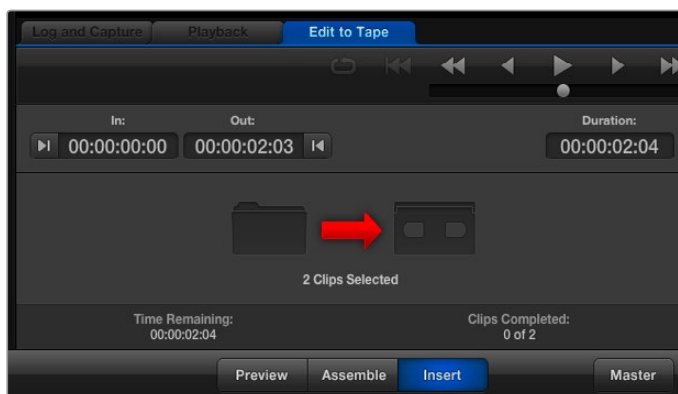 Log and Capture Playback Edit to Tape
In: Out: Duration:
00:00:00:00 00:00:02:03 00:00:02:04
2 Clips Selected
Time Remaining: Clips Completed:
00:00:02:04 0 of 2
Preview Assemble Insert Master